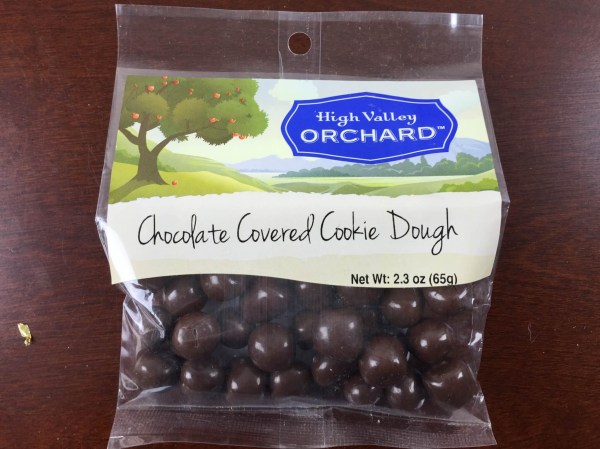 High Valley
ORCHARD™
Chocolate Covered Cookie Dough
Net Wt: 2.3 oz (65g)